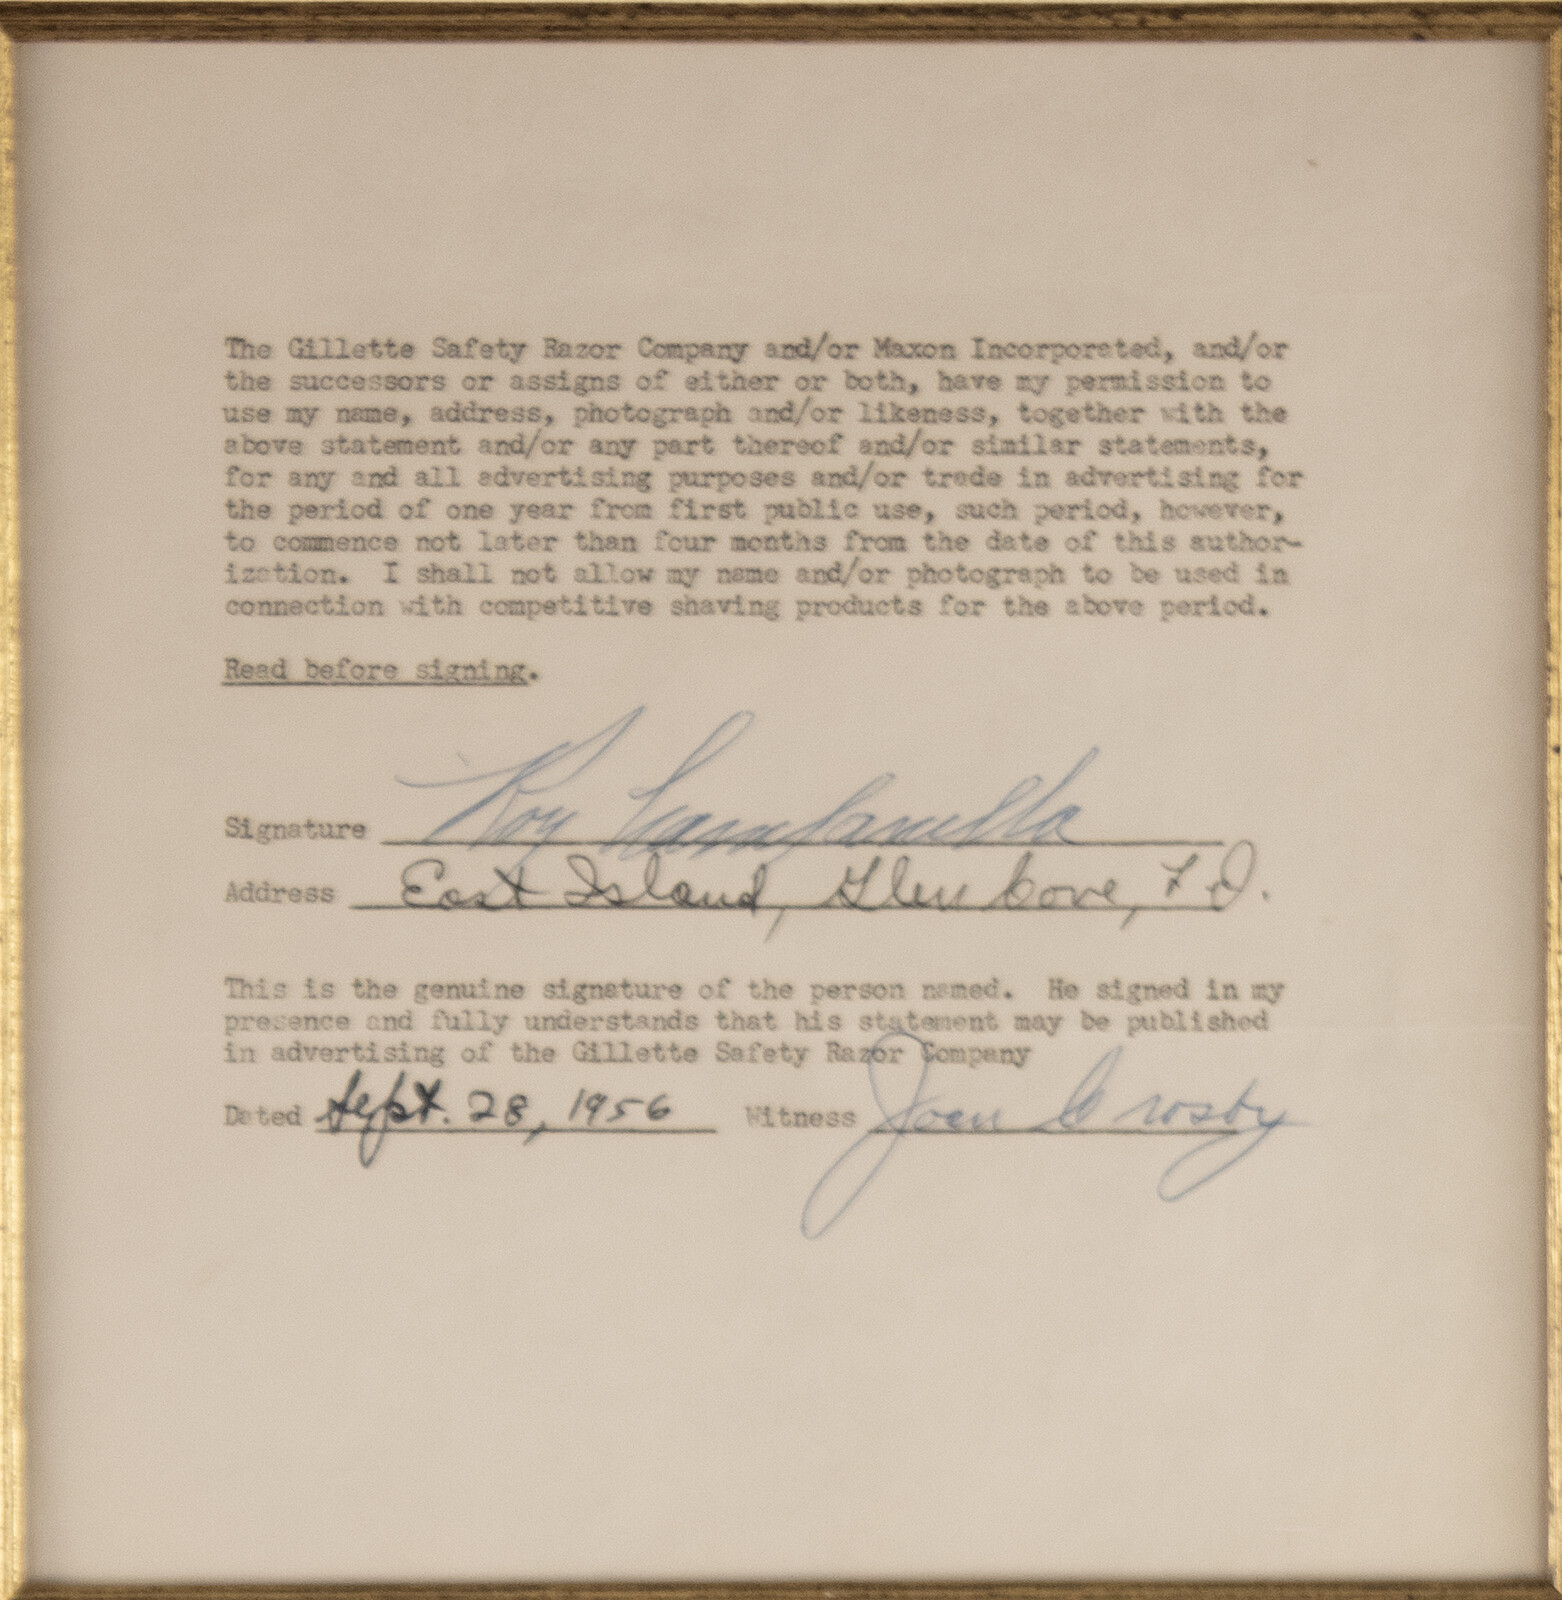 The Gillette Safety Razor Company and/or Maxon Incorporated, and/or
the successors or assigns of either or both, have my permission to
use my name, address, photograph and/or likeness, together with the
above statement and/or any part thereof and/or similar statements,
for any and all advertising purposes and/or trade in advertising for
the period of one year from first public use, such period, however,
to commence not later than four months from the date of this author-
ization. I shall not allow my name and/or photograph to be used in
connection with competitive shaving products for the above period.
Read before signing.
Signature Roy Campanella
Address East Island, Glen Cove,
This is the genuine signature of the person named. He signed in my
presence and fully understands that his statement may be published
in advertising of the Gillette Safety Razor Company
Dated Sept. 28, 1956 Witness Joan Crosby